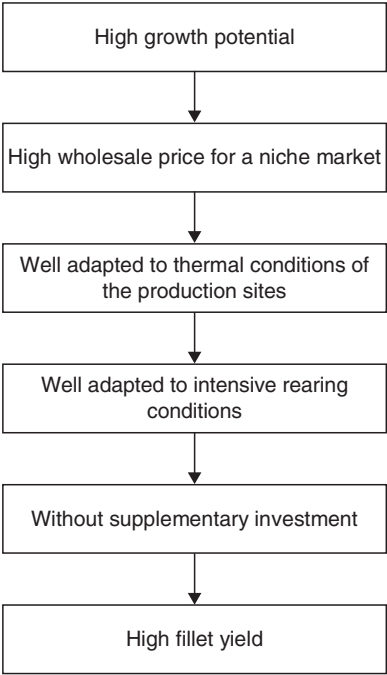 High growth potential
High wholesale price for a niche market
Well adapted to thermal conditions of
the production sites
Well adapted to intensive rearing
conditions
Without supplementary investment
High fillet yield